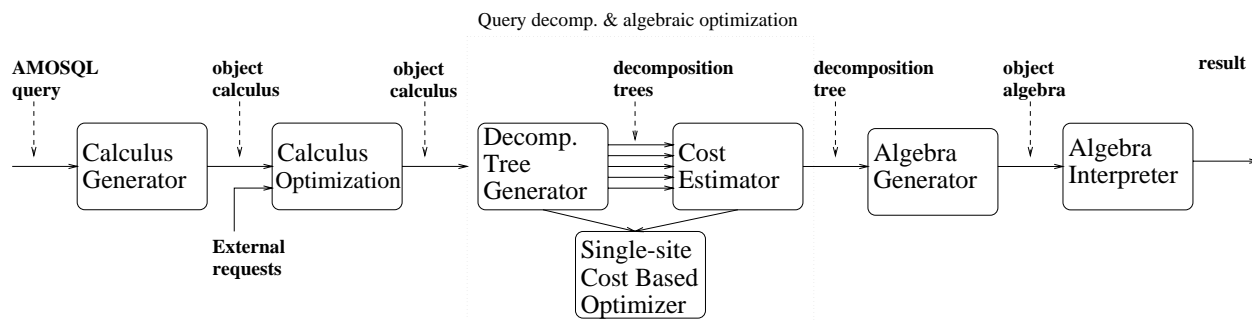 Query decomp. & algebraic optimization
AMOSQL
query
object
calculus
object
calculus
decomposition
trees
decomposition
tree
object
algebra
result
Calculus
Generator
Calculus
Optimization
Decomp.
Tree
Generator
Cost
Estimator
Algebra
Generator
Algebra
Interpreter
External
requests
Single-site
Cost Based
Optimizer